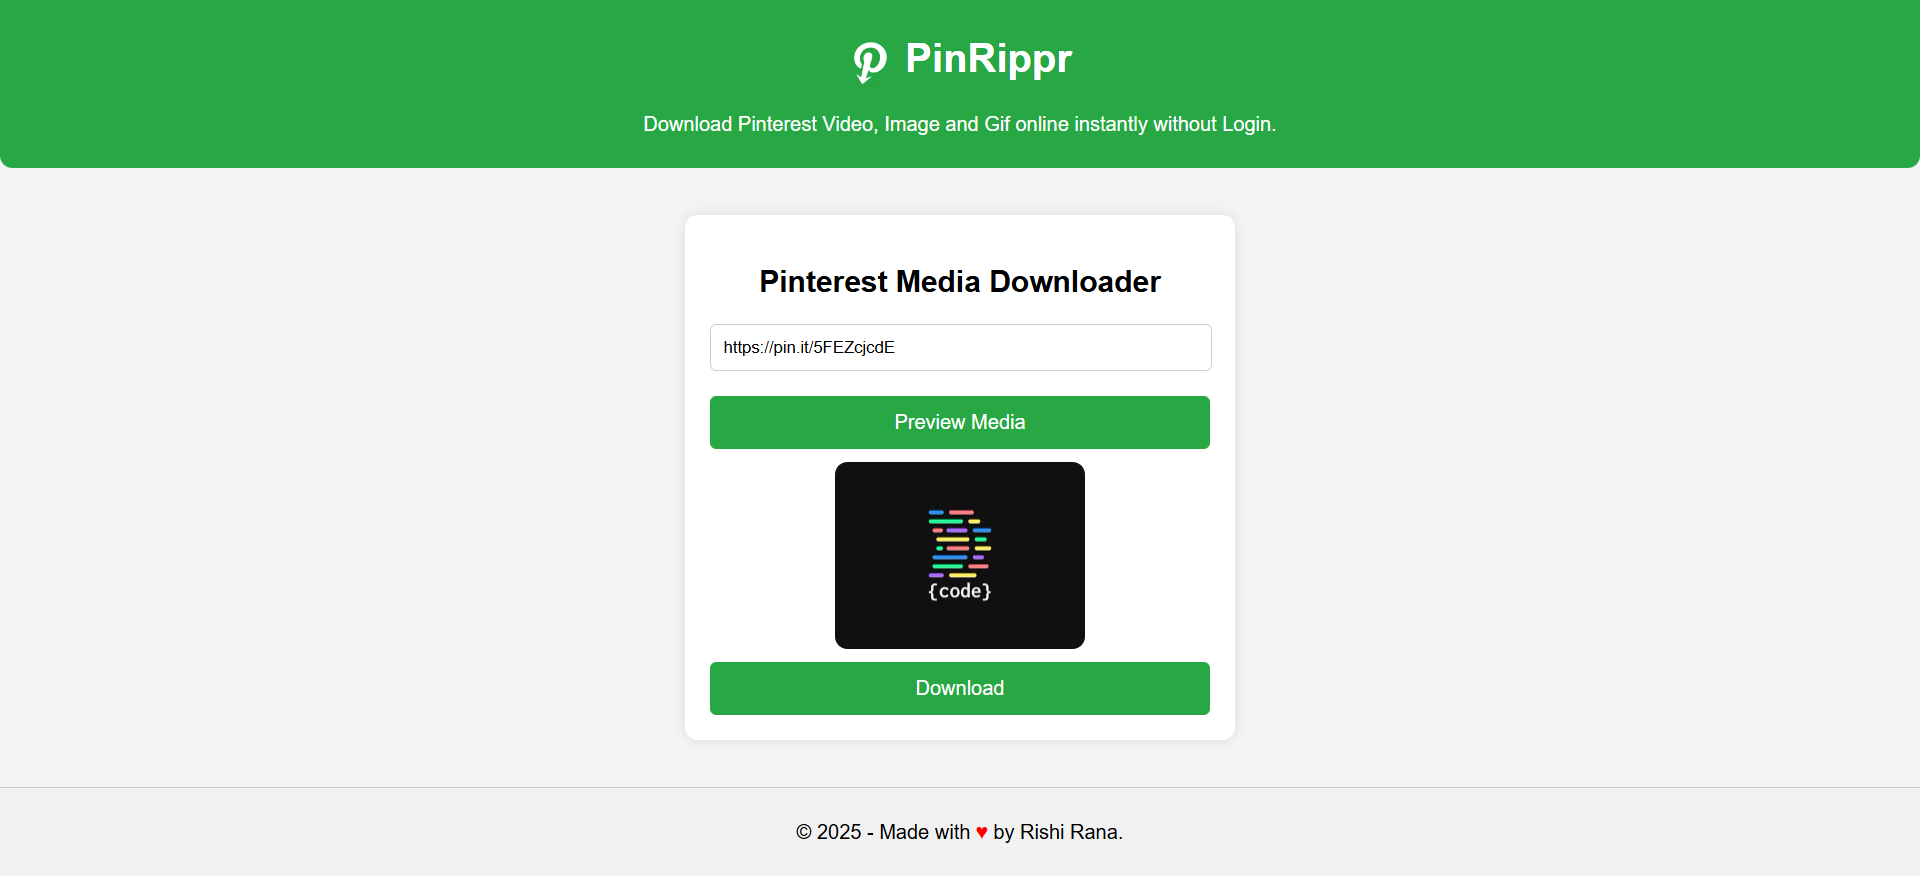 PinRippr
Download Pinterest Video, Image and Gif online instantly without Login.
Pinterest Media Downloader
https://pin.it/5FEZcjcdE
Preview Media
{code}
Download
© 2025 - Made with ♥ by Rishi Rana.